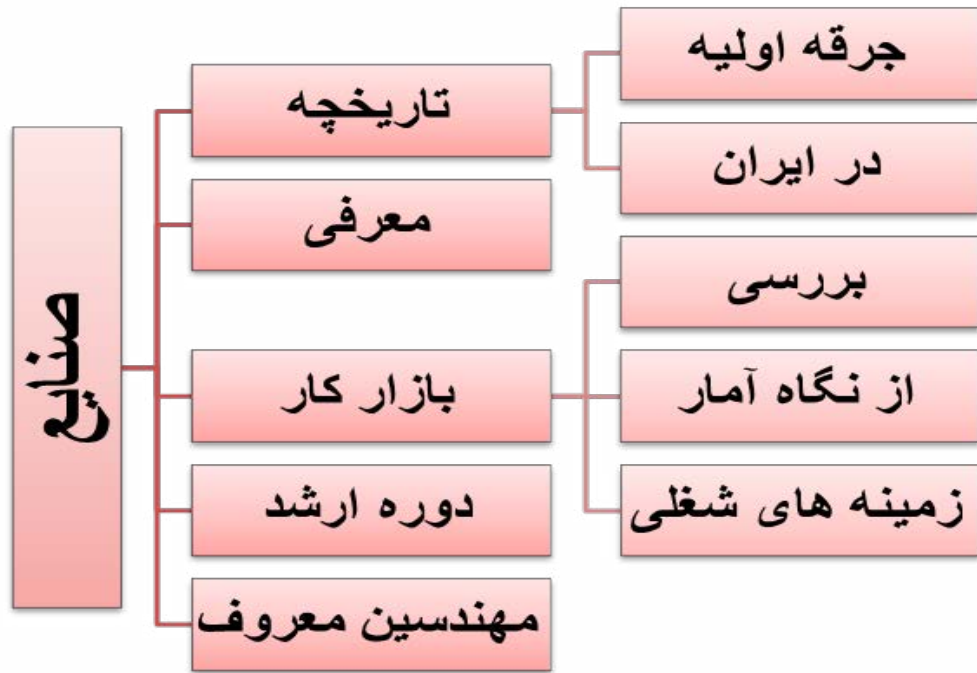 صنایع
تاریخچه
جرقه اولیه
در ایران
معرفی
بازار کار
بررسی
از نگاه آمار
زمینه های شغلی
دوره ارشد
مهندسین معروف